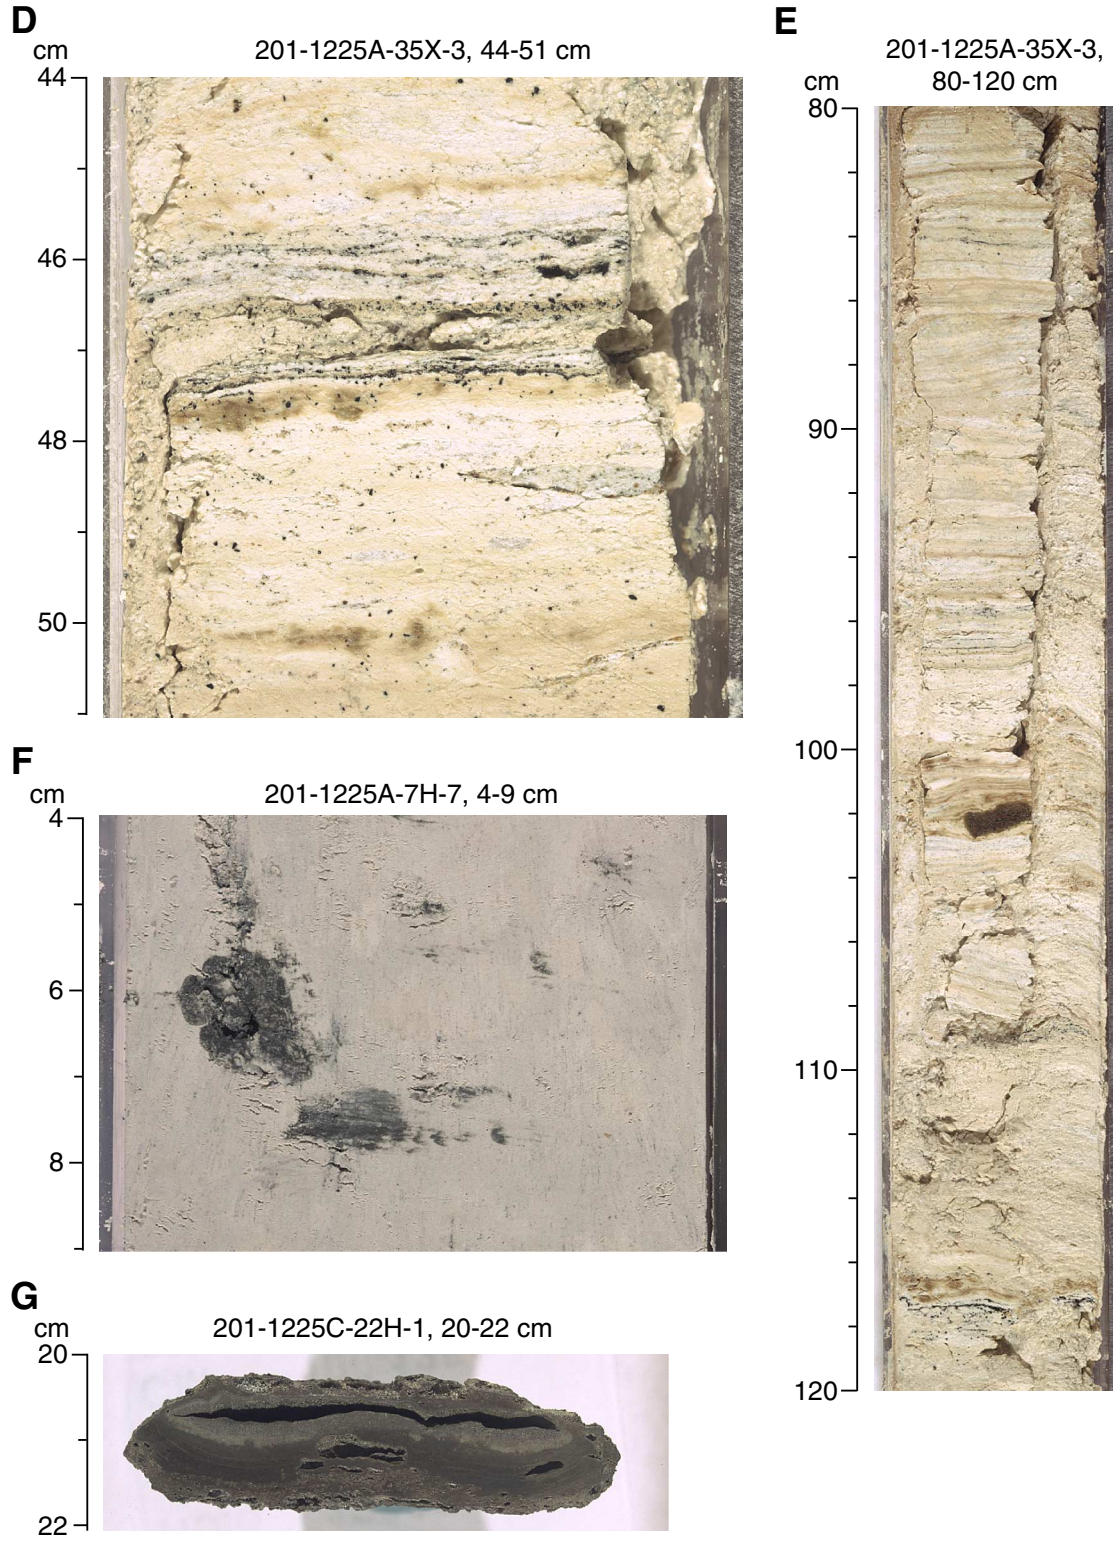 D
cm
201-1225A-35X-3, 44-51 cm
44
46
48
50
E
cm
201-1225A-35X-3,
80-120 cm
80
90
100
110
120
F
cm
201-1225A-7H-7, 4-9 cm
4
6
8
G
cm
201-1225C-22H-1, 20-22 cm
20
22